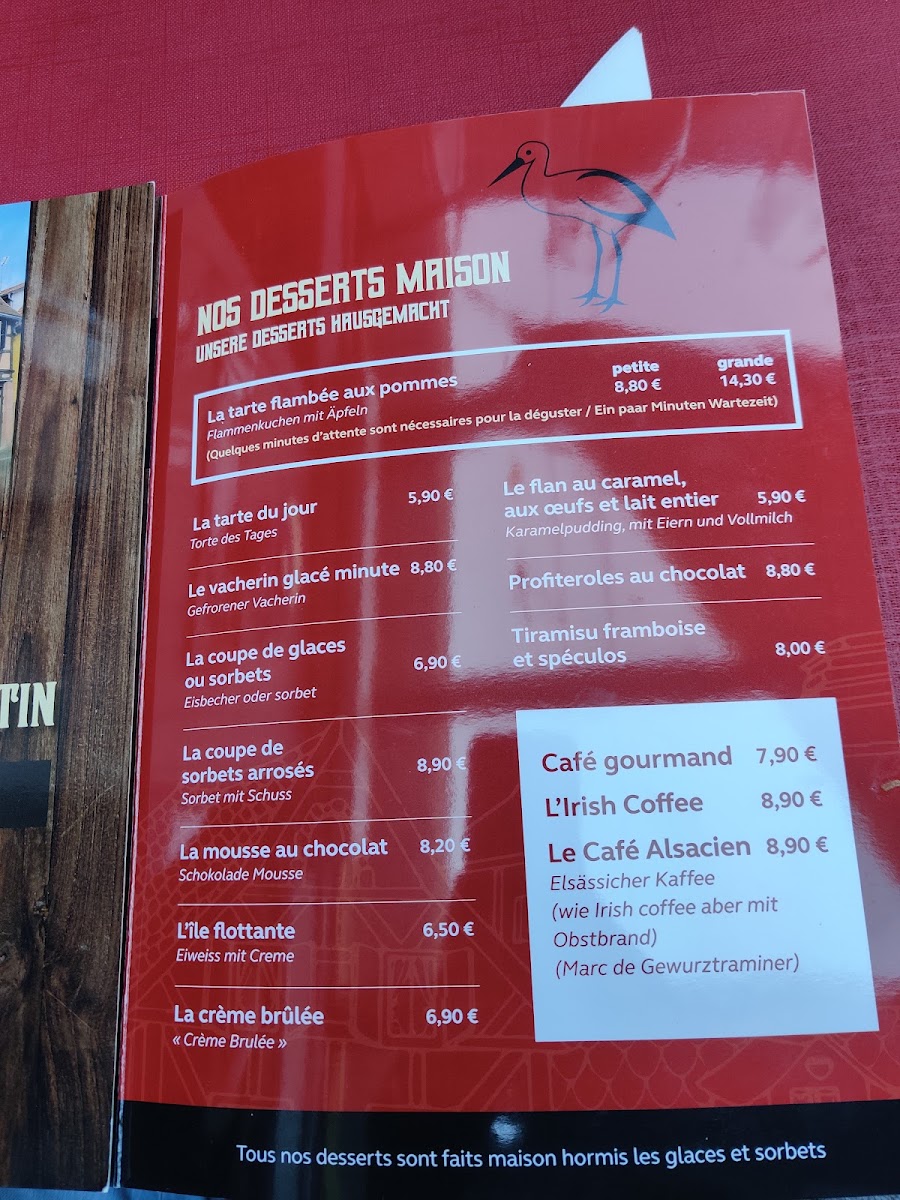 TIN
NOS DESSERTS MAISON
UNSERE DESSERTS HAUSGEMACHT
La tarte flambée aux pommes petite grande
Flammenkuchen mit Äpfeln 8,80 € 14,30 €
(Quelques minutes d'attente sont nécessaires pour la déguster / Ein paar Minuten Wartezeit)
La tarte du jour 5,90 €
Torte des Tages
Le vacherin glacé minute 8,80 €
Gefrorener Vacherin
La coupe de glaces
ou sorbets 6,90 €
Eisbecher oder sorbet
La coupe de
sorbets arrosés 8,90 €
Sorbet mit Schuss
La mousse au chocolat 8,20 €
Schokolade Mousse
L'île flottante 6,50 €
Eiweiss mit Creme
La crème brûlée 6,90 €
« Crème Brulée »
Le flan au caramel,
aux œufs et lait entier 5,90 €
Karamelpudding, mit Eiern und Vollmilch
Profiteroles au chocolat 8,80 €
Tiramisu framboise
et spéculos 8,00 €
Café gourmand 7,90 €
L'Irish Coffee 8,90 €
Le Café Alsacien 8,90 €
Elsässicher Kaffee
(wie Irish coffee aber mit
Obstbrand)
(Marc de Gewurztraminer)
Tous nos desserts sont faits maison hormis les glaces et sorbets